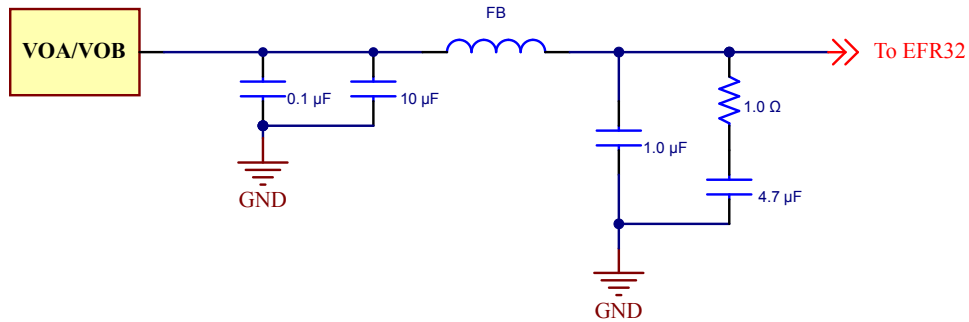 FB
VOA/VOB
To EFR32
0.1 µF
10 µF
1.0 Ω
1.0 µF
4.7 µF
GND
GND